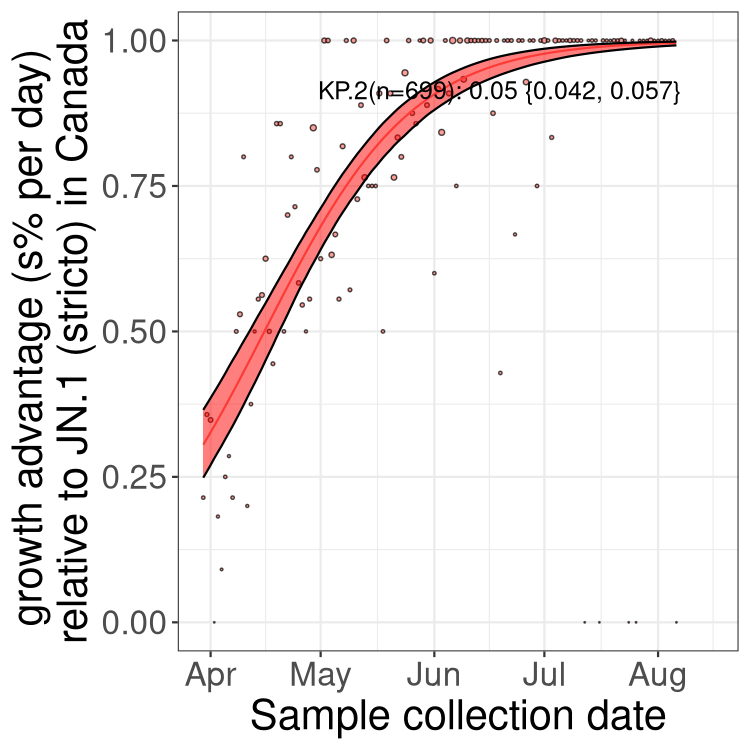 growth advantage (s% per day)
relative to JN.1 (stricto) in Canada
1.00
0.75
0.50
0.25
0.00
KP.2(n=699): 0.05 {0.042, 0.057}
Apr May Jun Jul Aug
Sample collection date